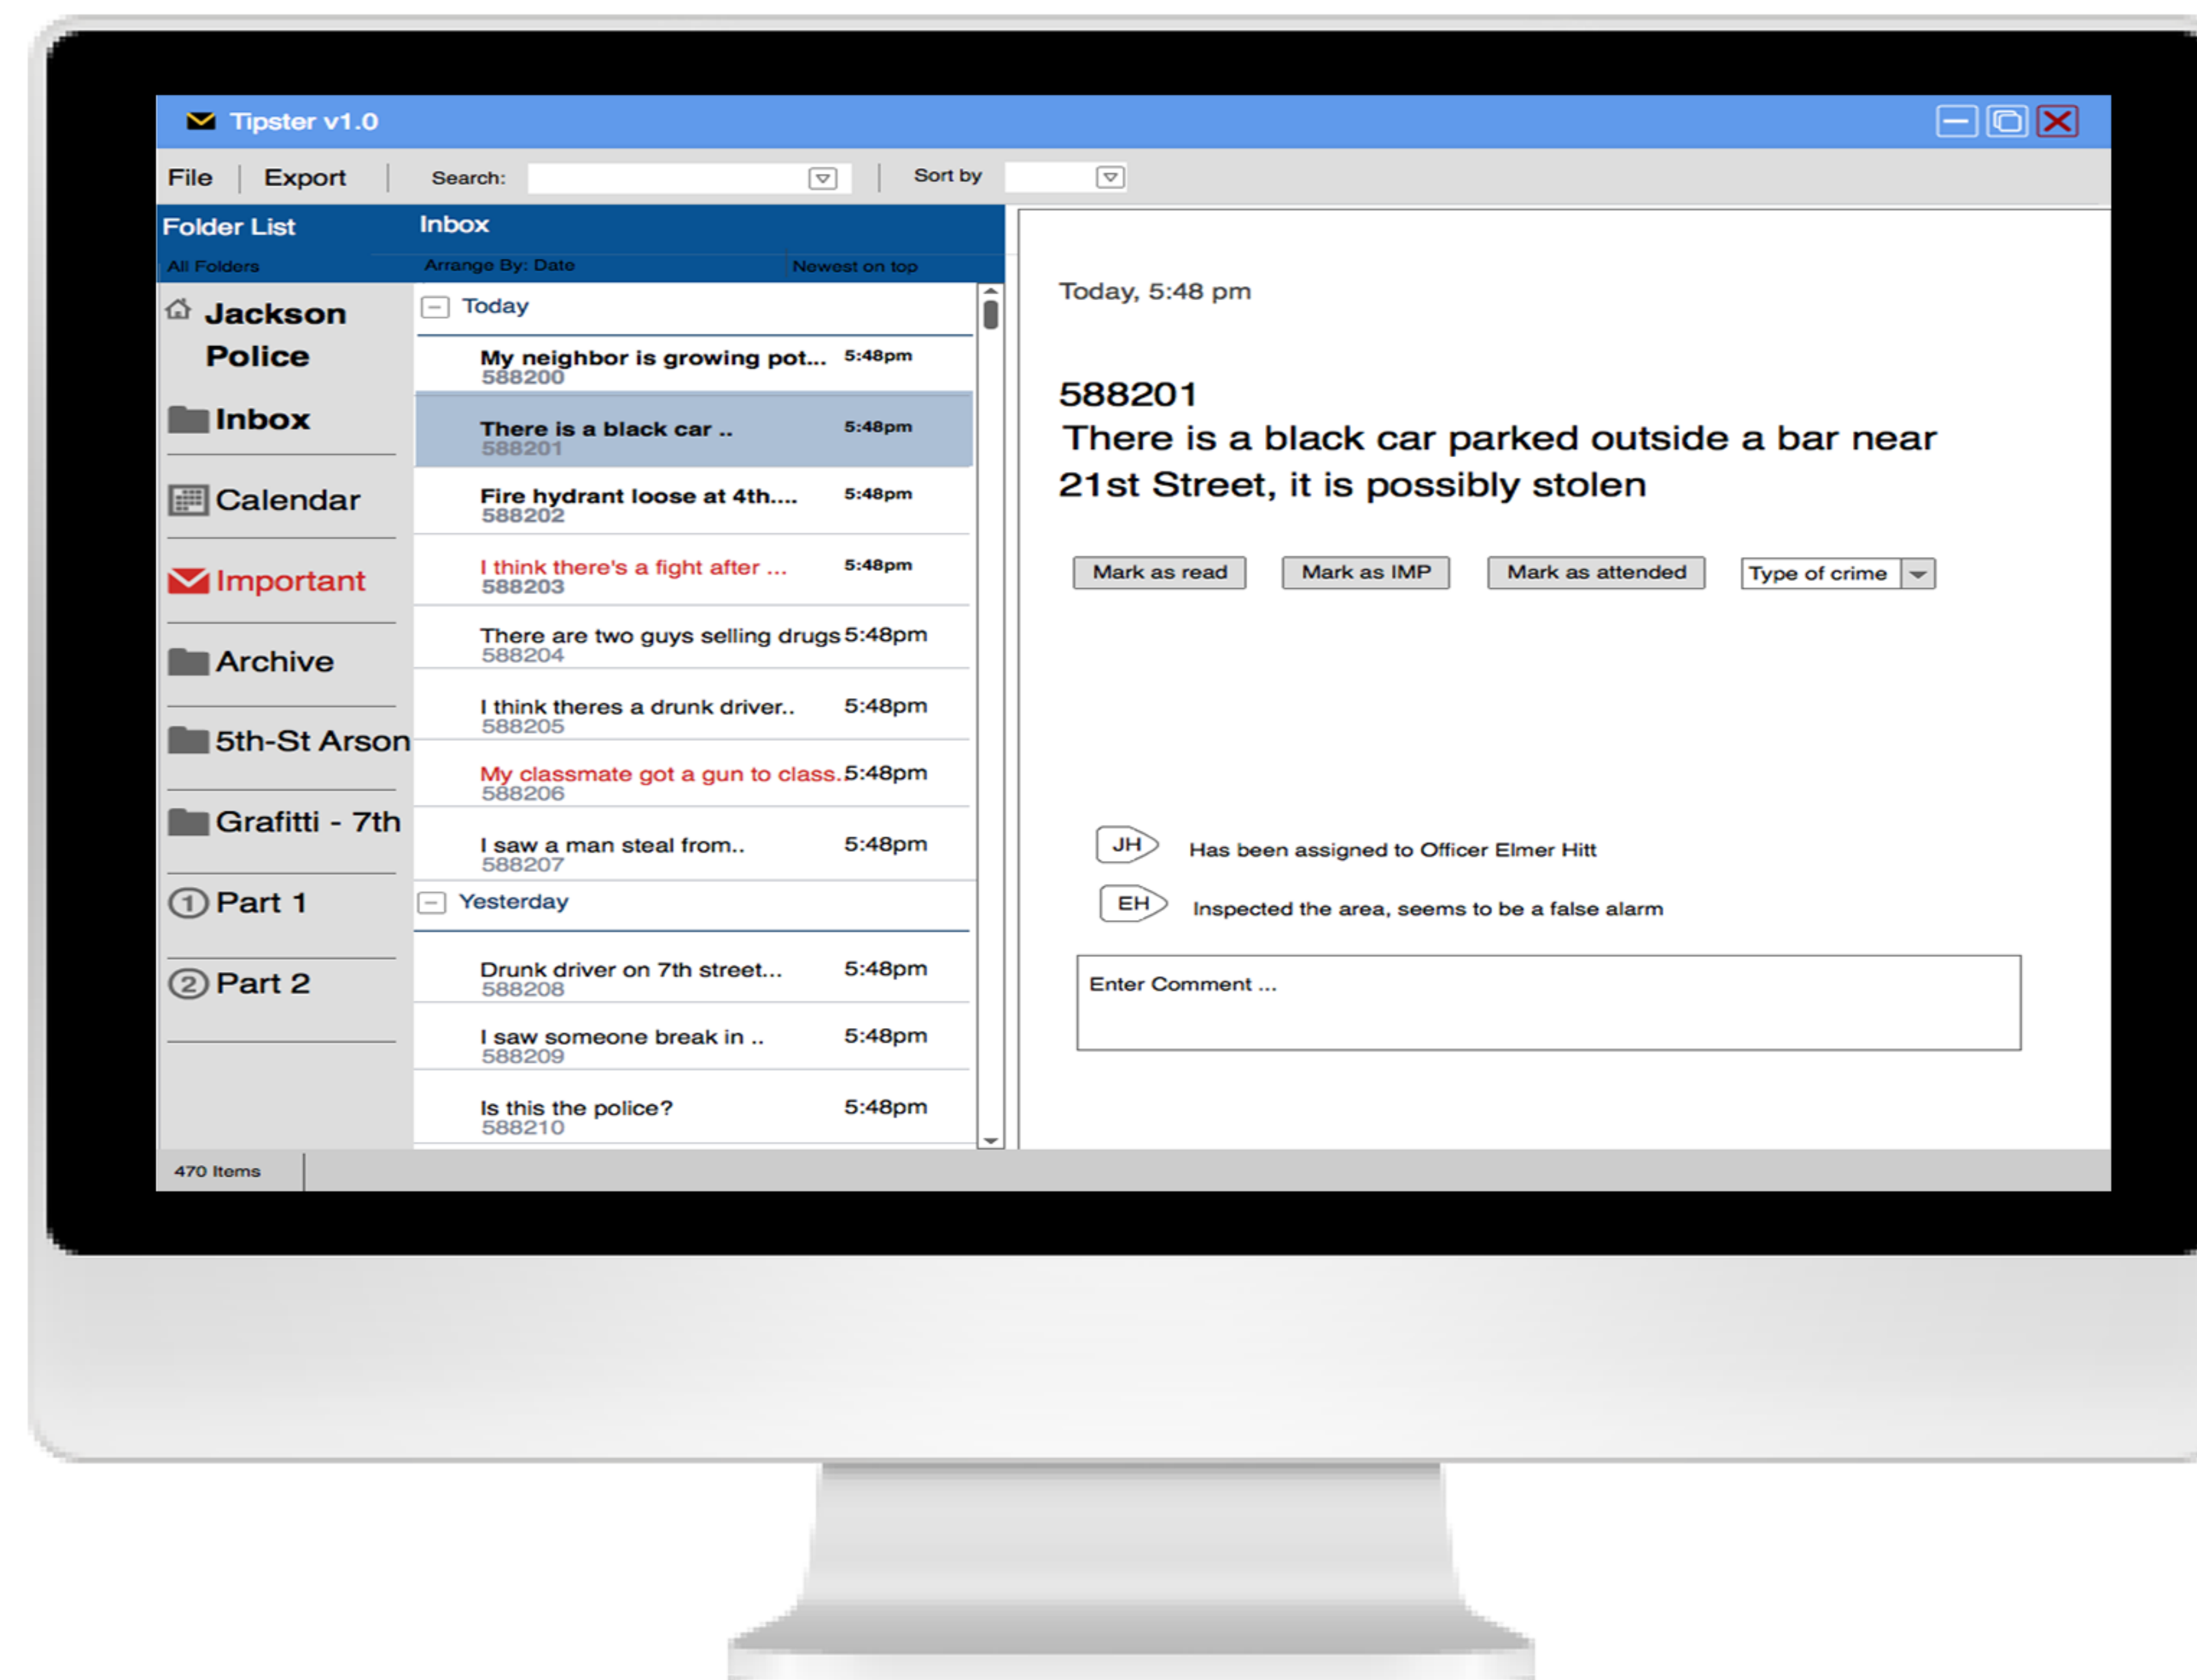 Tipster v1.0
File Export Search: Sort by
Folder List
All Folders
Jackson
Police
Inbox
Calendar
Important
Archive
5th-St Arson
Grafitti - 7th
1 Part 1
2 Part 2
Inbox
Arrange By: Date Newest on top
Today
My neighbor is growing pot... 5:48pm
588200
There is a black car .. 5:48pm
588201
Fire hydrant loose at 4th.... 5:48pm
588202
I think there's a fight after ... 5:48pm
588203
There are two guys selling drugs 5:48pm
588204
I think theres a drunk driver.. 5:48pm
588205
My classmate got a gun to class.. 5:48pm
588206
I saw a man steal from.. 5:48pm
588207
Yesterday
Drunk driver on 7th street... 5:48pm
588208
I saw someone break in .. 5:48pm
588209
Is this the police? 5:48pm
588210
Today, 5:48 pm
588201
There is a black car parked outside a bar near
21st Street, it is possibly stolen
Mark as read Mark as IMP Mark as attended Type of crime
JH Has been assigned to Officer Elmer Hitt
EH Inspected the area, seems to be a false alarm
Enter Comment ...
470 Items